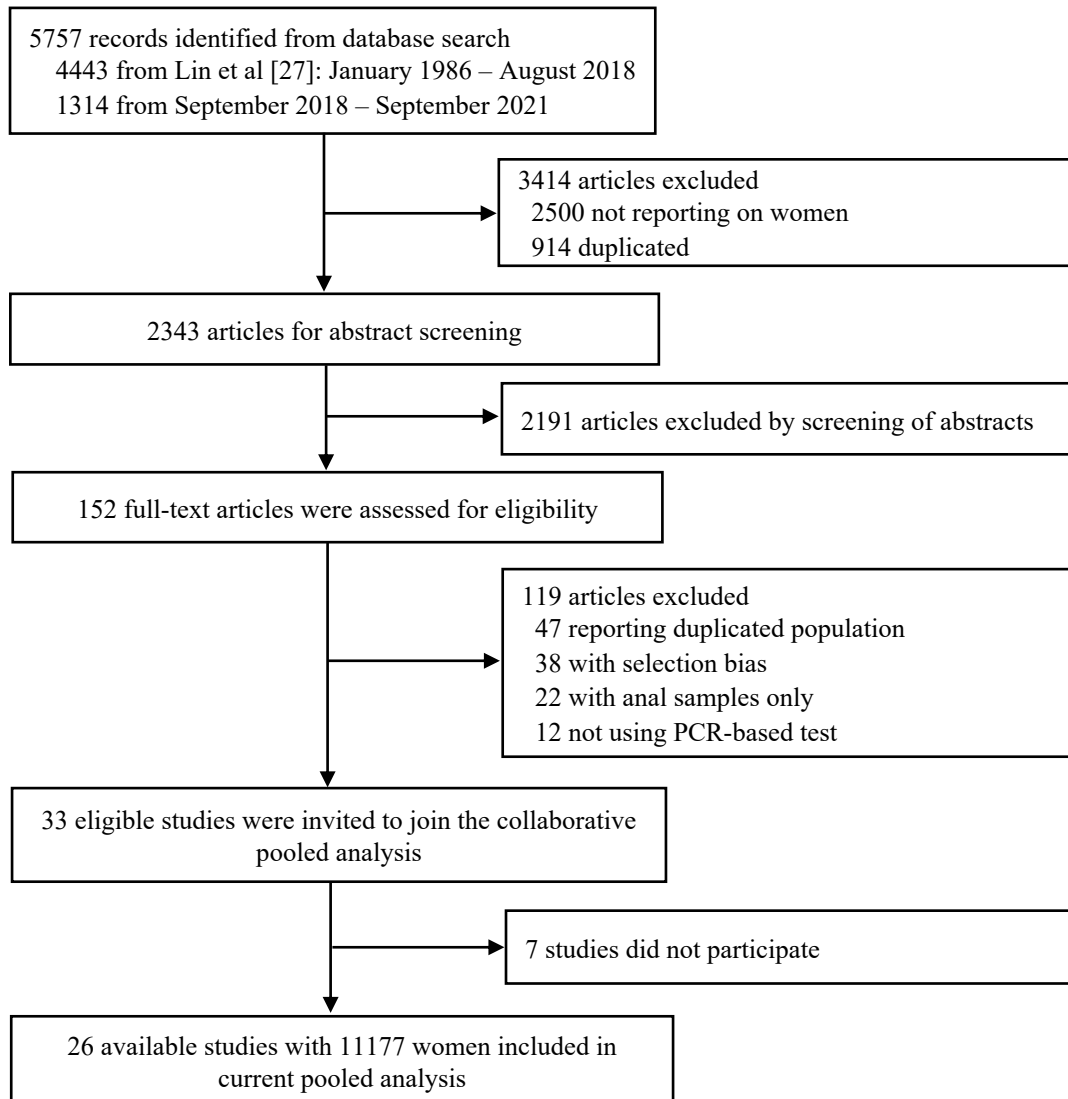 5757 records identified from database search
4443 from Lin et al [27]: January 1986 – August 2018
1314 from September 2018 – September 2021
3414 articles excluded
2500 not reporting on women
914 duplicated
2343 articles for abstract screening
2191 articles excluded by screening of abstracts
152 full-text articles were assessed for eligibility
119 articles excluded
47 reporting duplicated population
38 with selection bias
22 with anal samples only
12 not using PCR-based test
33 eligible studies were invited to join the collaborative
pooled analysis
7 studies did not participate
26 available studies with 11177 women included in
current pooled analysis